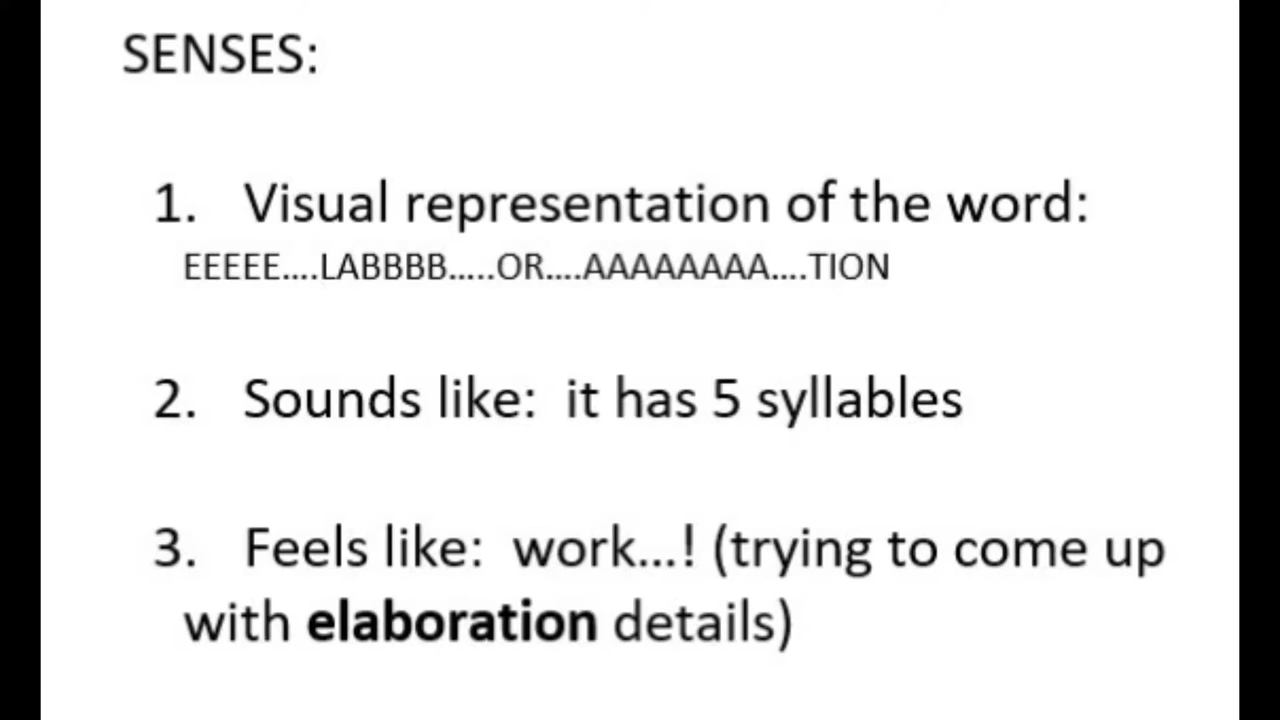 SENSES:
1. Visual representation of the word:
EEEEE....LABBBB.....OR....AAAAAAAA....TION
2. Sounds like: it has 5 syllables
3. Feels like: work...! (trying to come up
with elaboration details)